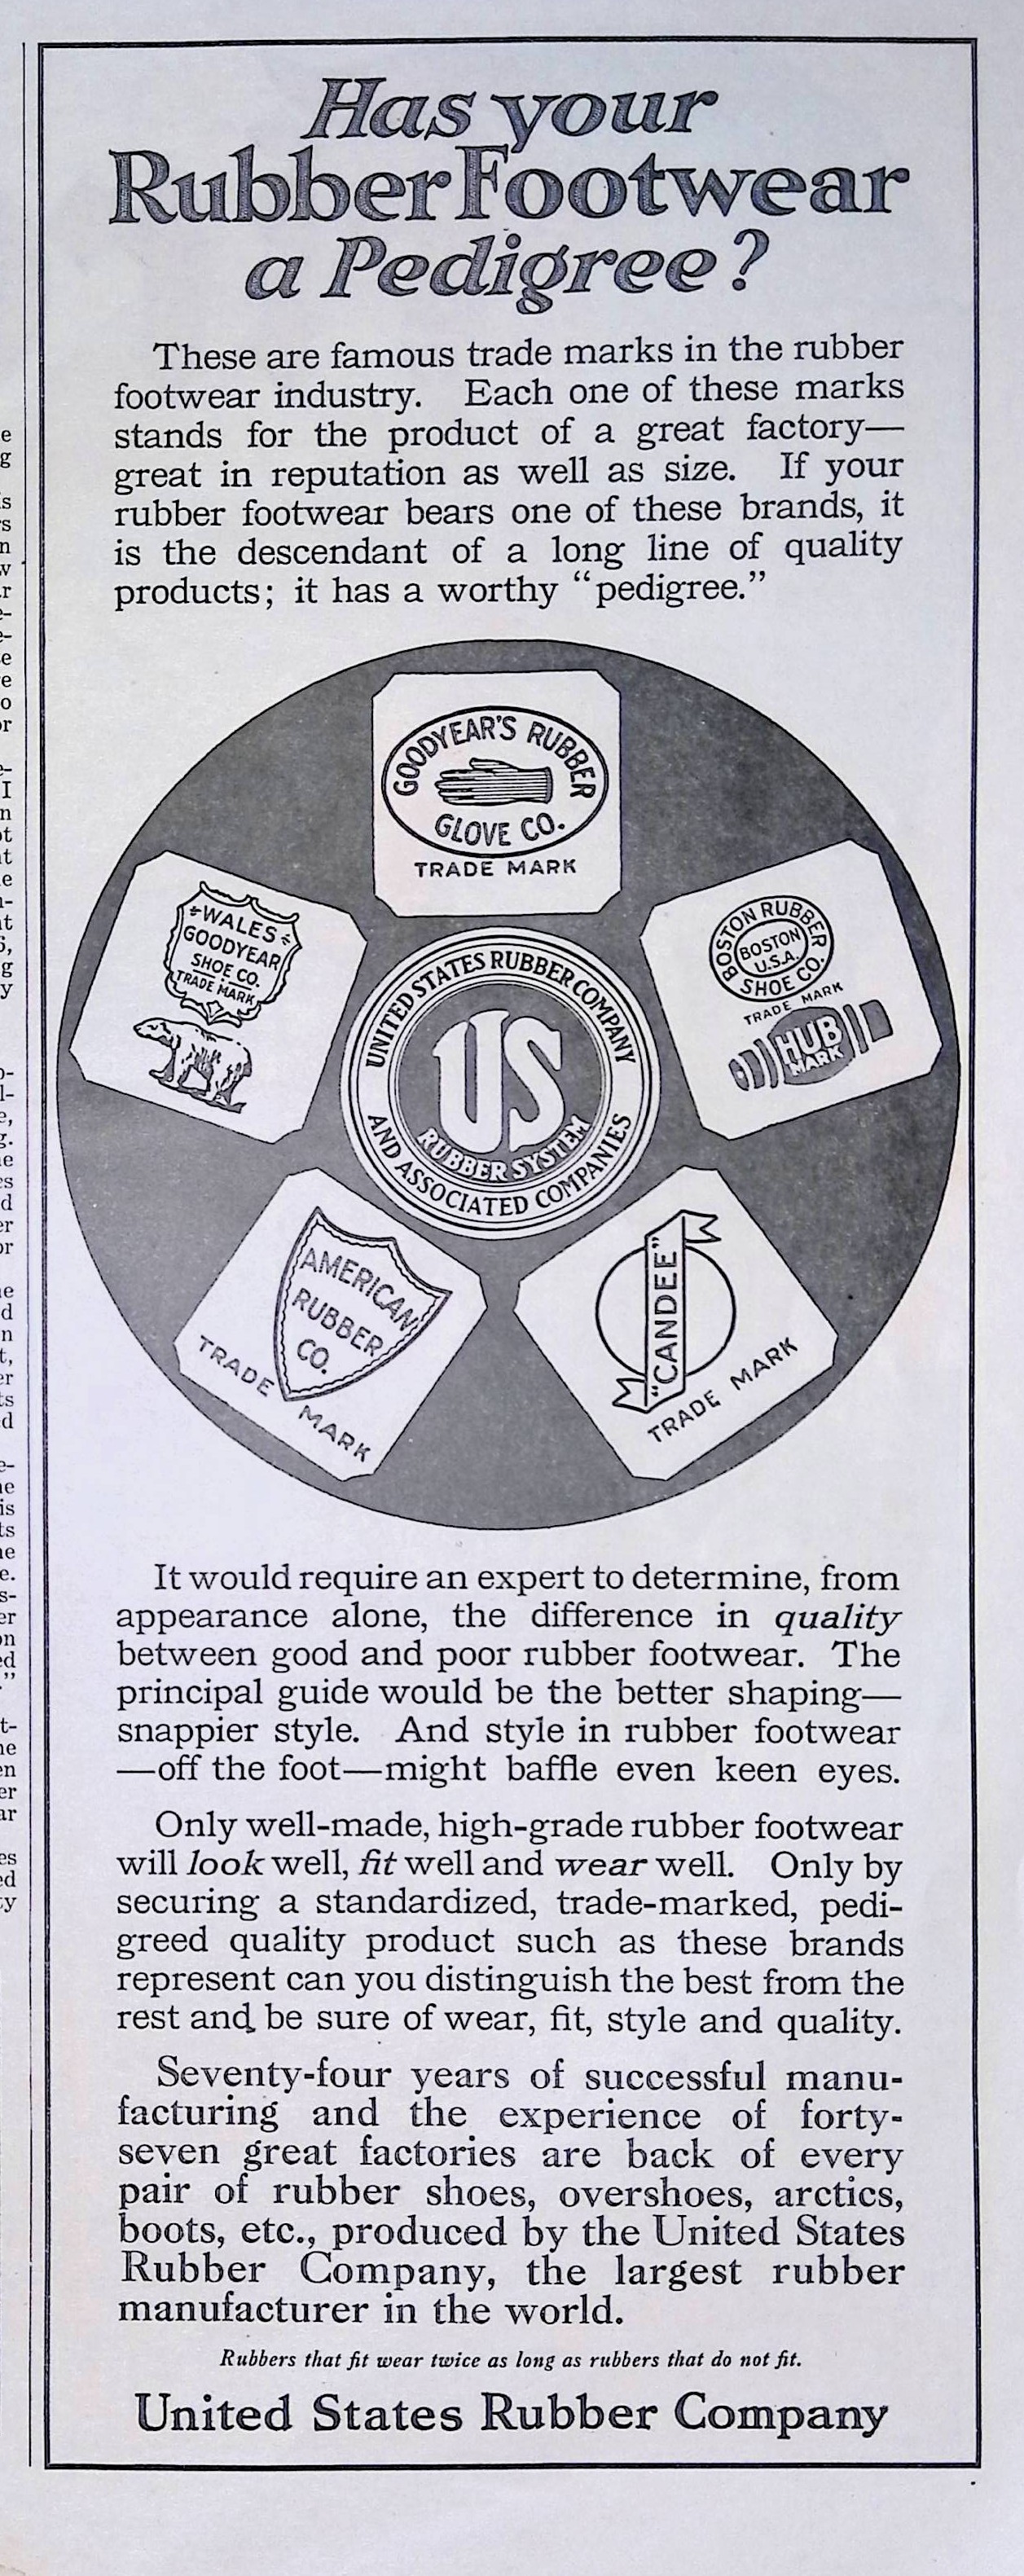 Has your
Rubber Footwear
a Pedigree?
These are famous trade marks in the rubber
footwear industry. Each one of these marks
stands for the product of a great factory—
great in reputation as well as size. If your
rubber footwear bears one of these brands, it
is the descendant of a long line of quality
products; it has a worthy “pedigree.”
GOODYEAR'S RUBBER
GLOVE CO.
TRADE MARK
WALES
GOODYEAR
SHOE CO.
TRADE MARK
BOSTON RUBBER
SHOE CO.
BOSTON
U.S.A.
TRADE MARK
HUB
MARK
UNITED STATES RUBBER COMPANY
AND ASSOCIATED COMPANIES
US
RUBBER SYSTEM
AMERICAN
RUBBER
CO.
TRADE MARK
"CANDEE"
TRADE MARK
It would require an expert to determine, from
appearance alone, the difference in quality
between good and poor rubber footwear. The
principal guide would be the better shaping—
snappier style. And style in rubber footwear
—off the foot—might baffle even keen eyes.
Only well-made, high-grade rubber footwear
will look well, fit well and wear well. Only by
securing a standardized, trade-marked, pedi-
greed quality product such as these brands
represent can you distinguish the best from the
rest and be sure of wear, fit, style and quality.
Seventy-four years of successful manu-
facturing and the experience of forty-
seven great factories are back of every
pair of rubber shoes, overshoes, arctics,
boots, etc., produced by the United States
Rubber Company, the largest rubber
manufacturer in the world.
Rubbers that fit wear twice as long as rubbers that do not fit.
United States Rubber Company